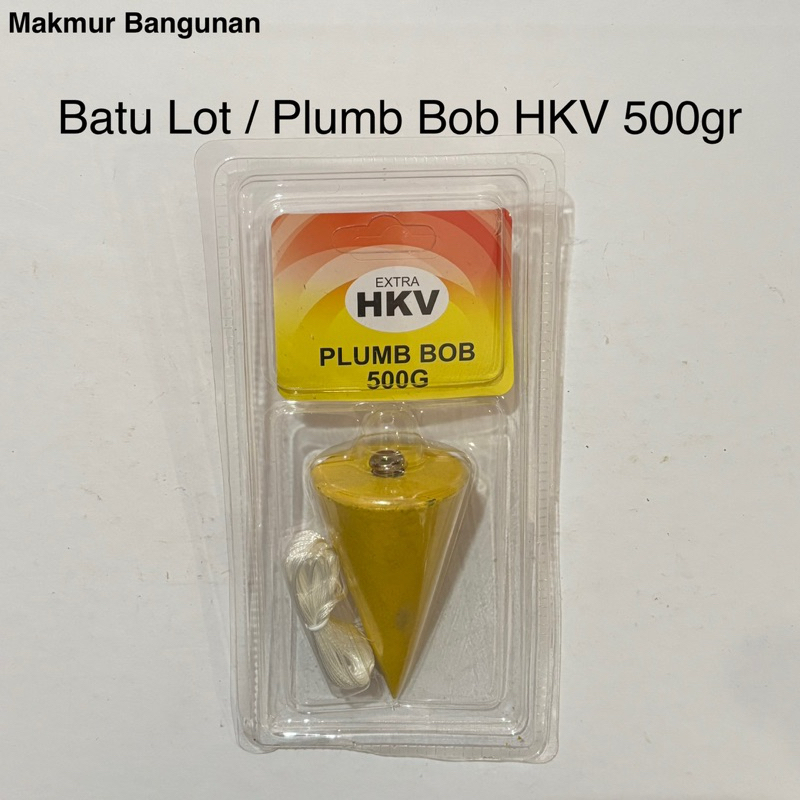 Makmur Bangunan
Batu Lot / Plumb Bob HKV 500gr
EXTRA
HKV
PLUMB BOB
500G